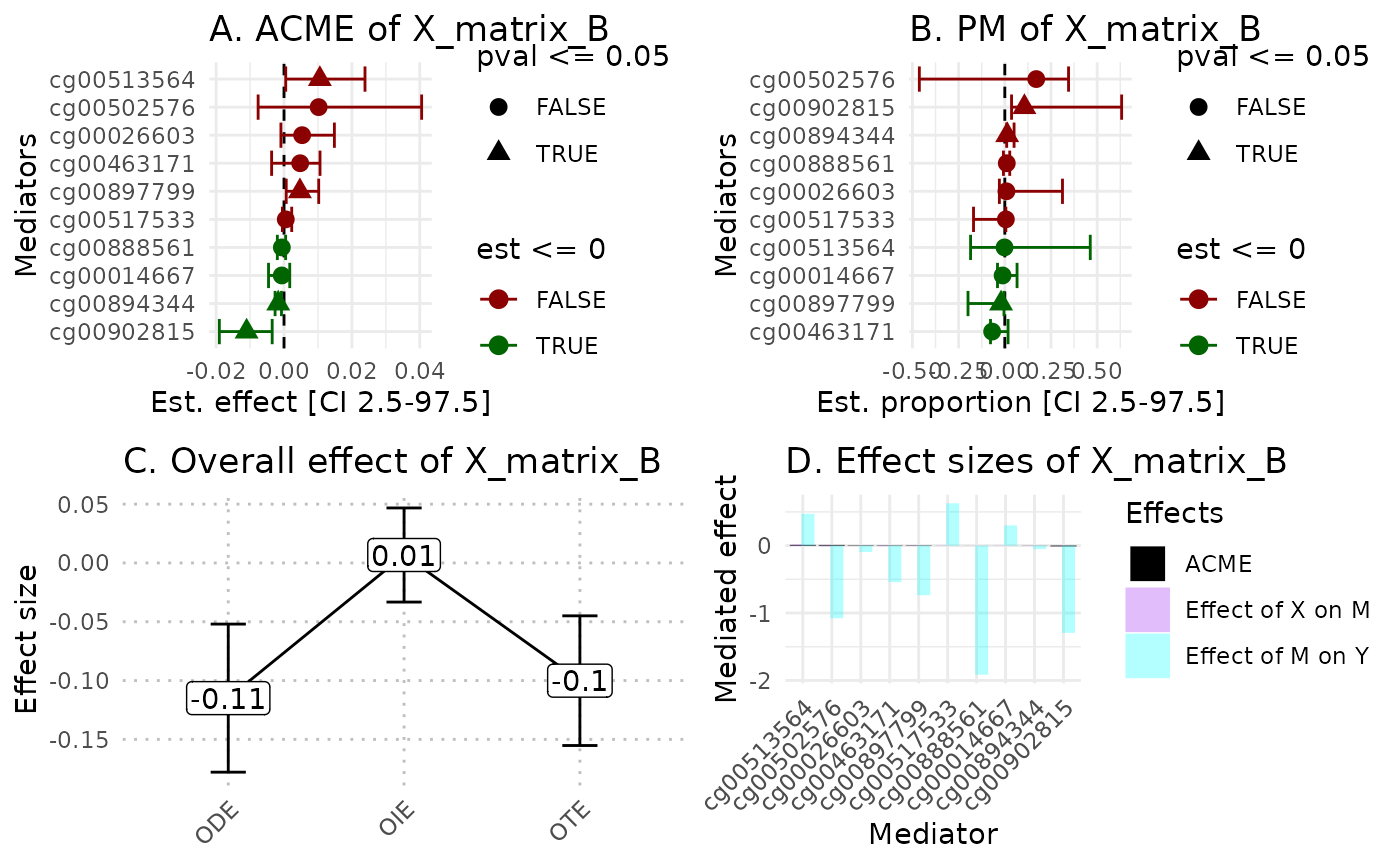 A. ACME of X_matrix_B
Mediators
cg00513564
cg00502576
cg00026603
cg00463171
cg00897799
cg00517533
cg00888561
cg00014667
cg00894344
cg00902815
-0.02 0.00 0.02 0.04
Est. effect [CI 2.5-97.5]
pval <= 0.05
FALSE
TRUE
est <= 0
FALSE
TRUE
B. PM of X_matrix_B
Mediators
cg00502576
cg00902815
cg00894344
cg00888561
cg00026603
cg00517533
cg00513564
cg00014667
cg00897799
cg00463171
-0.50 -0.25 0.00 0.25 0.50
Est. proportion [CI 2.5-97.5]
pval <= 0.05
FALSE
TRUE
est <= 0
FALSE
TRUE
C. Overall effect of X_matrix_B
Effect size
0.05
0.00
-0.05
-0.10
-0.15
-0.11
0.01
-0.1
ODE
OIE
OTE
D. Effect sizes of X_matrix_B
Mediated effect
0
-1
-2
cg00513564
cg00502576
cg00026603
cg00463171
cg00897799
cg00517533
cg00888561
cg00014667
cg00894344
cg00902815
Mediator
Effects
ACME
Effect of X on M
Effect of M on Y